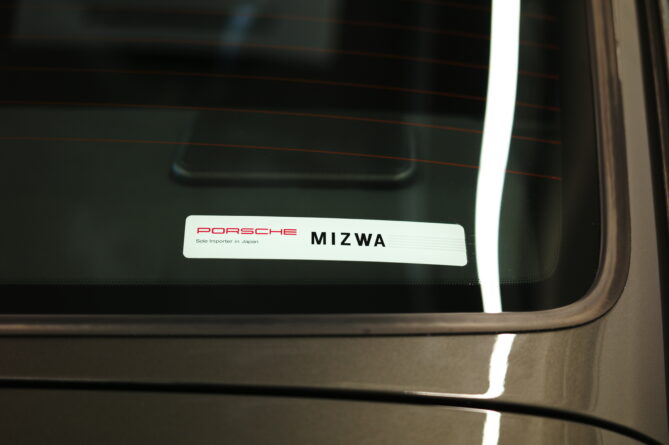 PORSCHE
Sole Importer in Japan
MIZWA